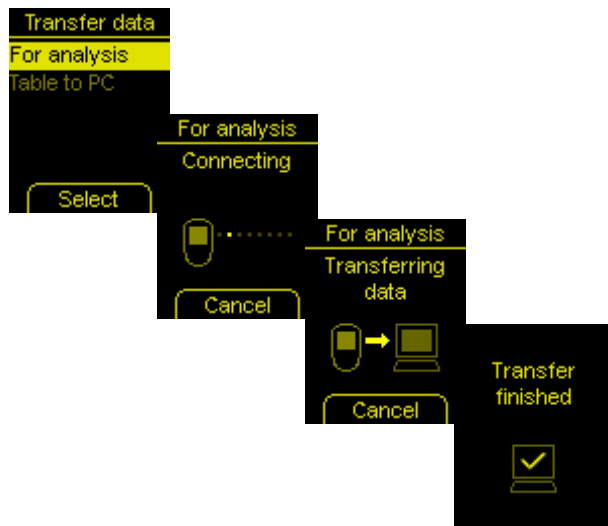 Transfer data
For analysis
Table to PC
Select
For analysis
Connecting
Cancel
For analysis
Transferring
data
Cancel
Transfer
finished